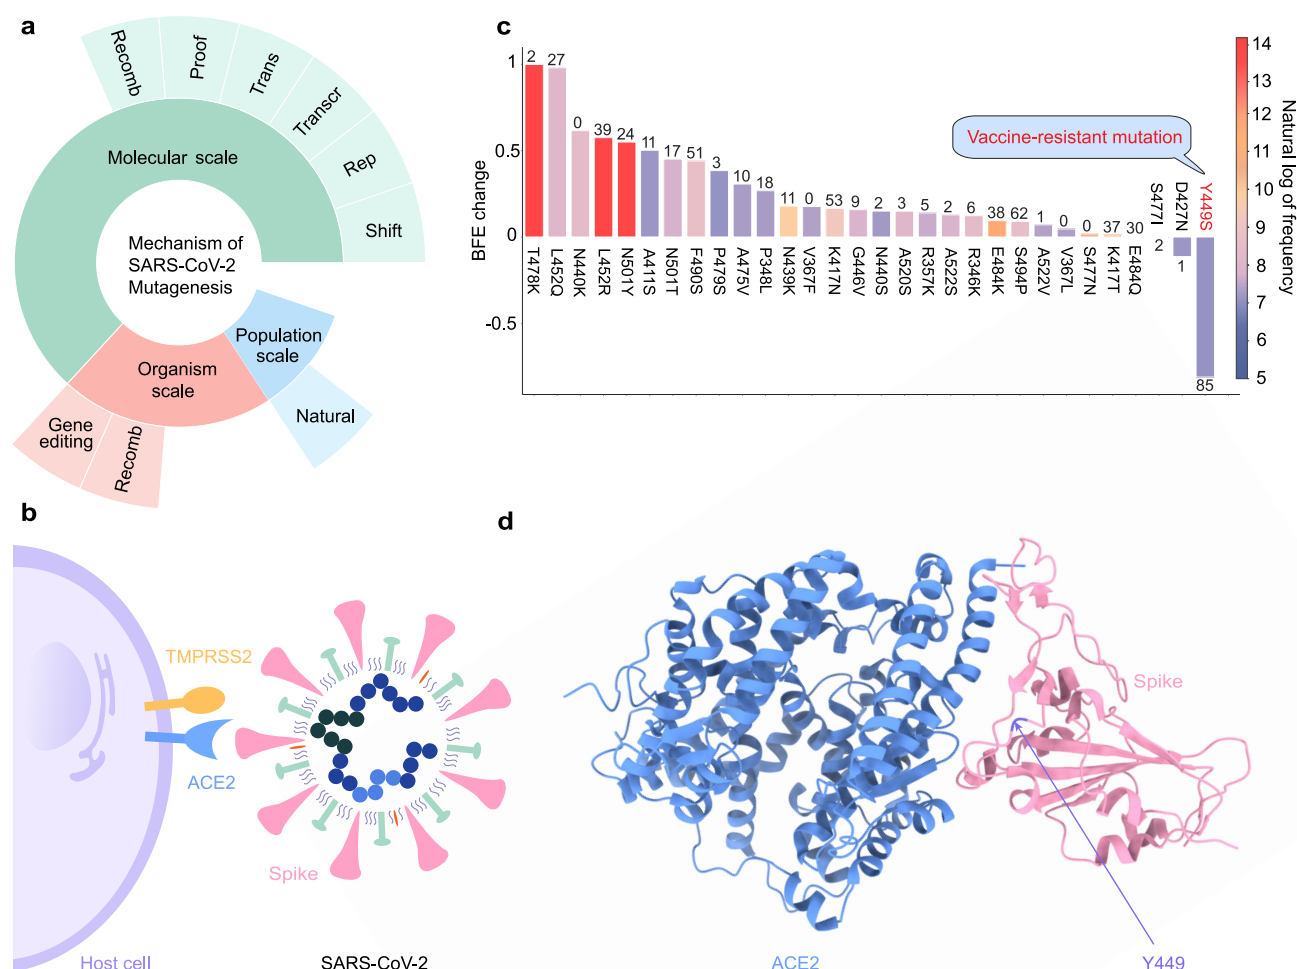 a
Recomb
Proof
Trans
Transcr
Rep
Shift
Molecular scale
Mechanism of
SARS-CoV-2
Mutagenesis
Population
scale
Organism
scale
Natural
Gene
editing
Recomb
c
BFE change
1
0.5
0
-0.5
2
27
0
39
24
11
17
51
3
10
18
11
0
53
9
2
3
5
2
6
38
62
1
0
0
37
30
2
1
85
T478K
L452Q
N440K
L452R
N501Y
A411S
N501T
F490S
P479S
A475V
P348L
N439K
V367F
K417N
G446V
N440S
A520S
R357K
A522S
R346K
E484K
S494P
A522V
V367L
S477N
K417T
E484Q
S477I
D427N
Y449S
Vaccine-resistant mutation
14
13
12
11
10
9
8
7
6
5
Natural log of frequency
b
TMPRSS2
ACE2
Spike
Host cell
SARS-CoV-2
d
Spike
ACE2
Y449